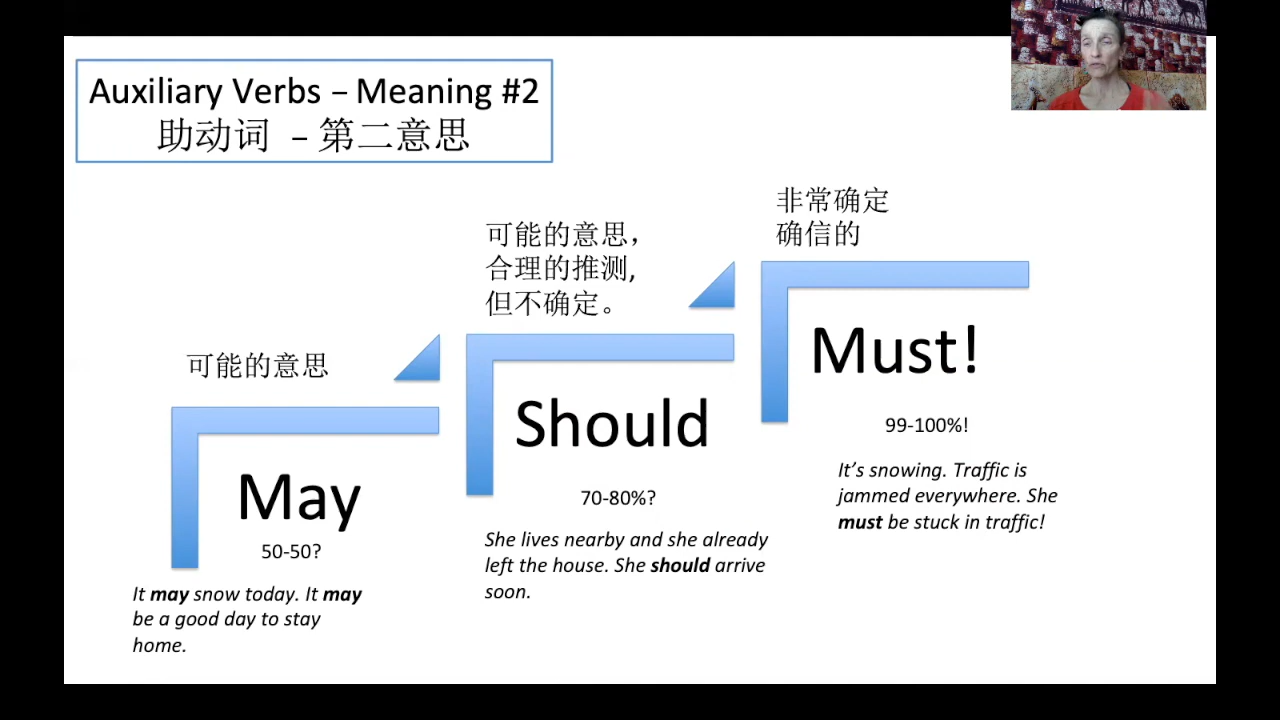 Auxiliary Verbs – Meaning #2
助动词 – 第二意思
可能的意思
May
50-50?
It may snow today. It may
be a good day to stay
home.
可能的意思，
合理的推测,
但不确定。
Should
70-80%?
She lives nearby and she already
left the house. She should arrive
soon.
非常确定
确信的
Must!
99-100%!
It’s snowing. Traffic is
jammed everywhere. She
must be stuck in traffic!